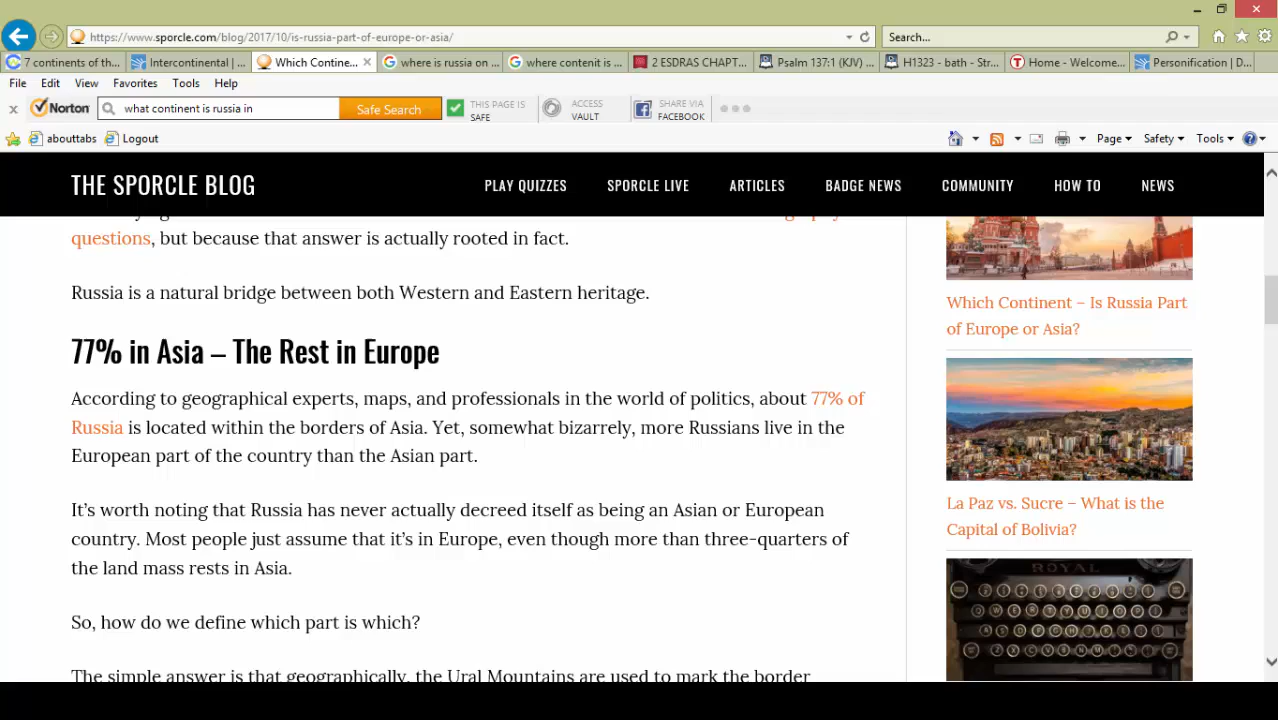 https://www.sporcle.com/blog/2017/10/is-russia-part-of-europe-or-asia/
Search...
7 continents of th...
Intercontinental | ...
Which Contine...
where is russia on ...
where contenit is ...
2 ESDRAS CHAPT...
Psalm 137:1 (KJV) ...
H1323 - bath - Str...
Home - Welcome...
Personification | D...
File Edit View Favorites Tools Help
x Norton what continent is russia in Safe Search THIS PAGE IS SAFE ACCESS VAULT SHARE VIA FACEBOOK
abouttabs Logout Page Safety Tools
THE SPORCLE BLOG PLAY QUIZZES SPORCLE LIVE ARTICLES BADGE NEWS COMMUNITY HOW TO NEWS
questions, but because that answer is actually rooted in fact.
Russia is a natural bridge between both Western and Eastern heritage.
77% in Asia – The Rest in Europe
According to geographical experts, maps, and professionals in the world of politics, about 77% of
Russia is located within the borders of Asia. Yet, somewhat bizarrely, more Russians live in the
European part of the country than the Asian part.
It's worth noting that Russia has never actually decreed itself as being an Asian or European
country. Most people just assume that it's in Europe, even though more than three-quarters of
the land mass rests in Asia.
So, how do we define which part is which?
The simple answer is that geographically, the Ural Mountains are used to mark the border
Which Continent – Is Russia Part
of Europe or Asia?
La Paz vs. Sucre – What is the
Capital of Bolivia?
ROYAL